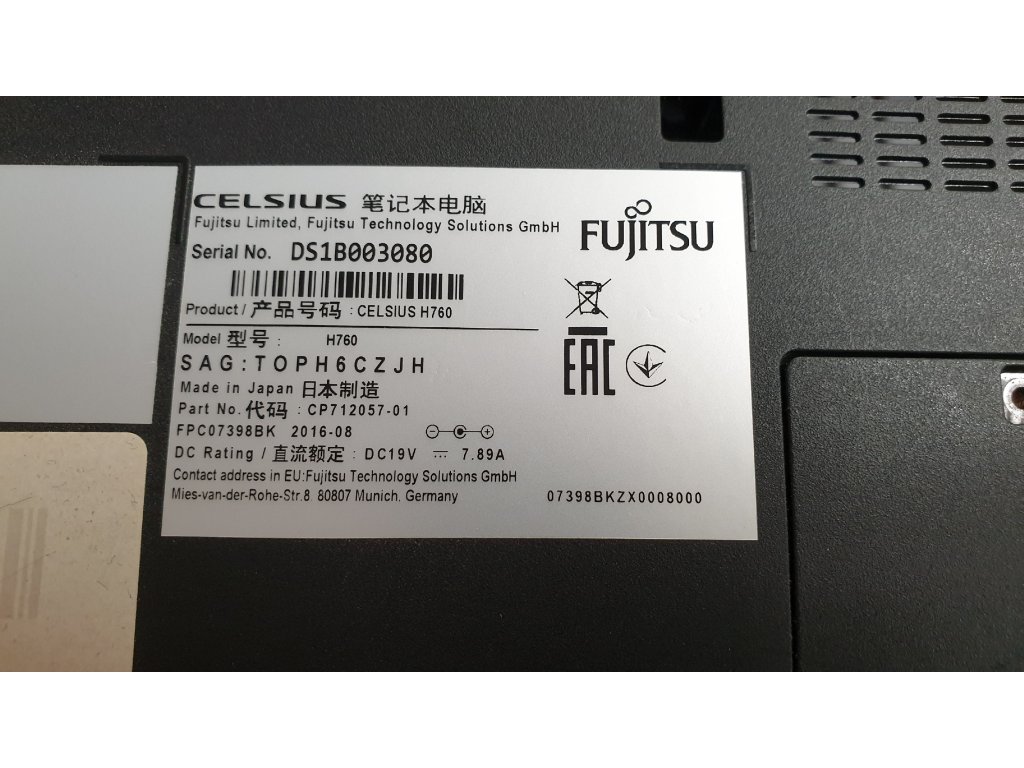 CELSIUS 笔记本电脑
Fujitsu Limited, Fujitsu Technology Solutions GmbH
FUJITSU
Serial No. DS1B003080
Product / 产品号码 : CELSIUS H760
Model 型号 : H760
SAG:TOPH6CZJH
EAC
Made in Japan 日本制造
Part No. 代码 : CP712057-01
FPC07398BK 2016-08
DC Rating / 直流额定 : DC19V ⎓ 7.89A
Contact address in EU:Fujitsu Technology Solutions GmbH
Mies-van-der-Rohe-Str.8 80807 Munich. Germany
07398BKZX0008000